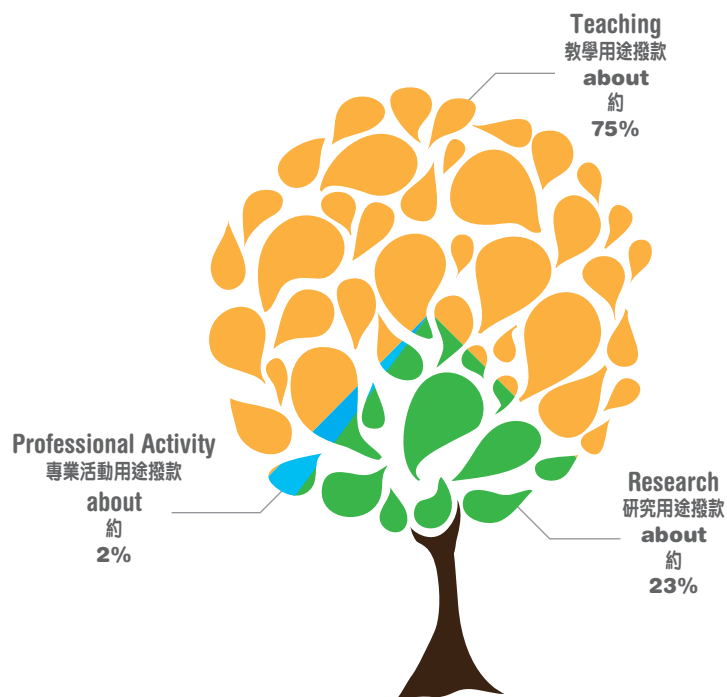 Teaching
教學用途撥款
about
約
75%
Professional Activity
專業活動用途撥款
about
約
2%
Research
研究用途撥款
about
約
23%